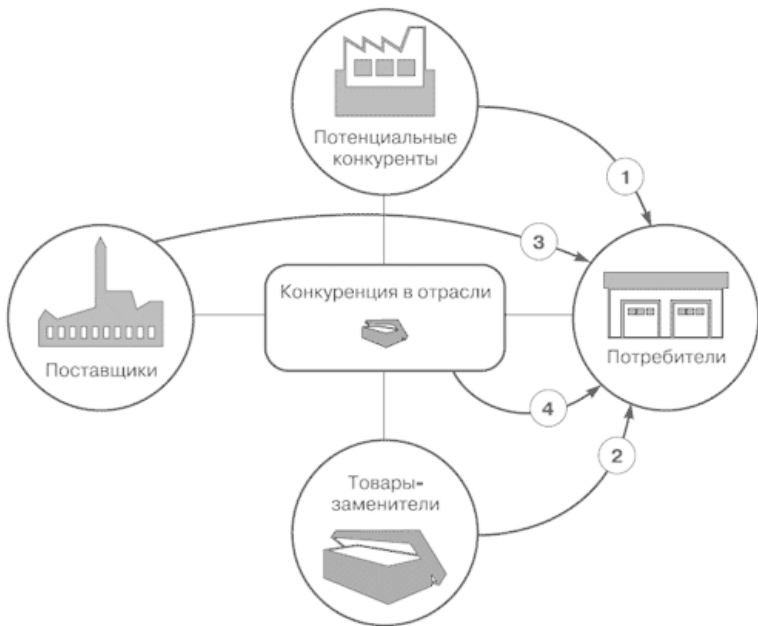 Потенциальные
конкуренты
1
3
Конкуренция в отрасли
Поставщики
Потребители
4
2
Товары-
заменители